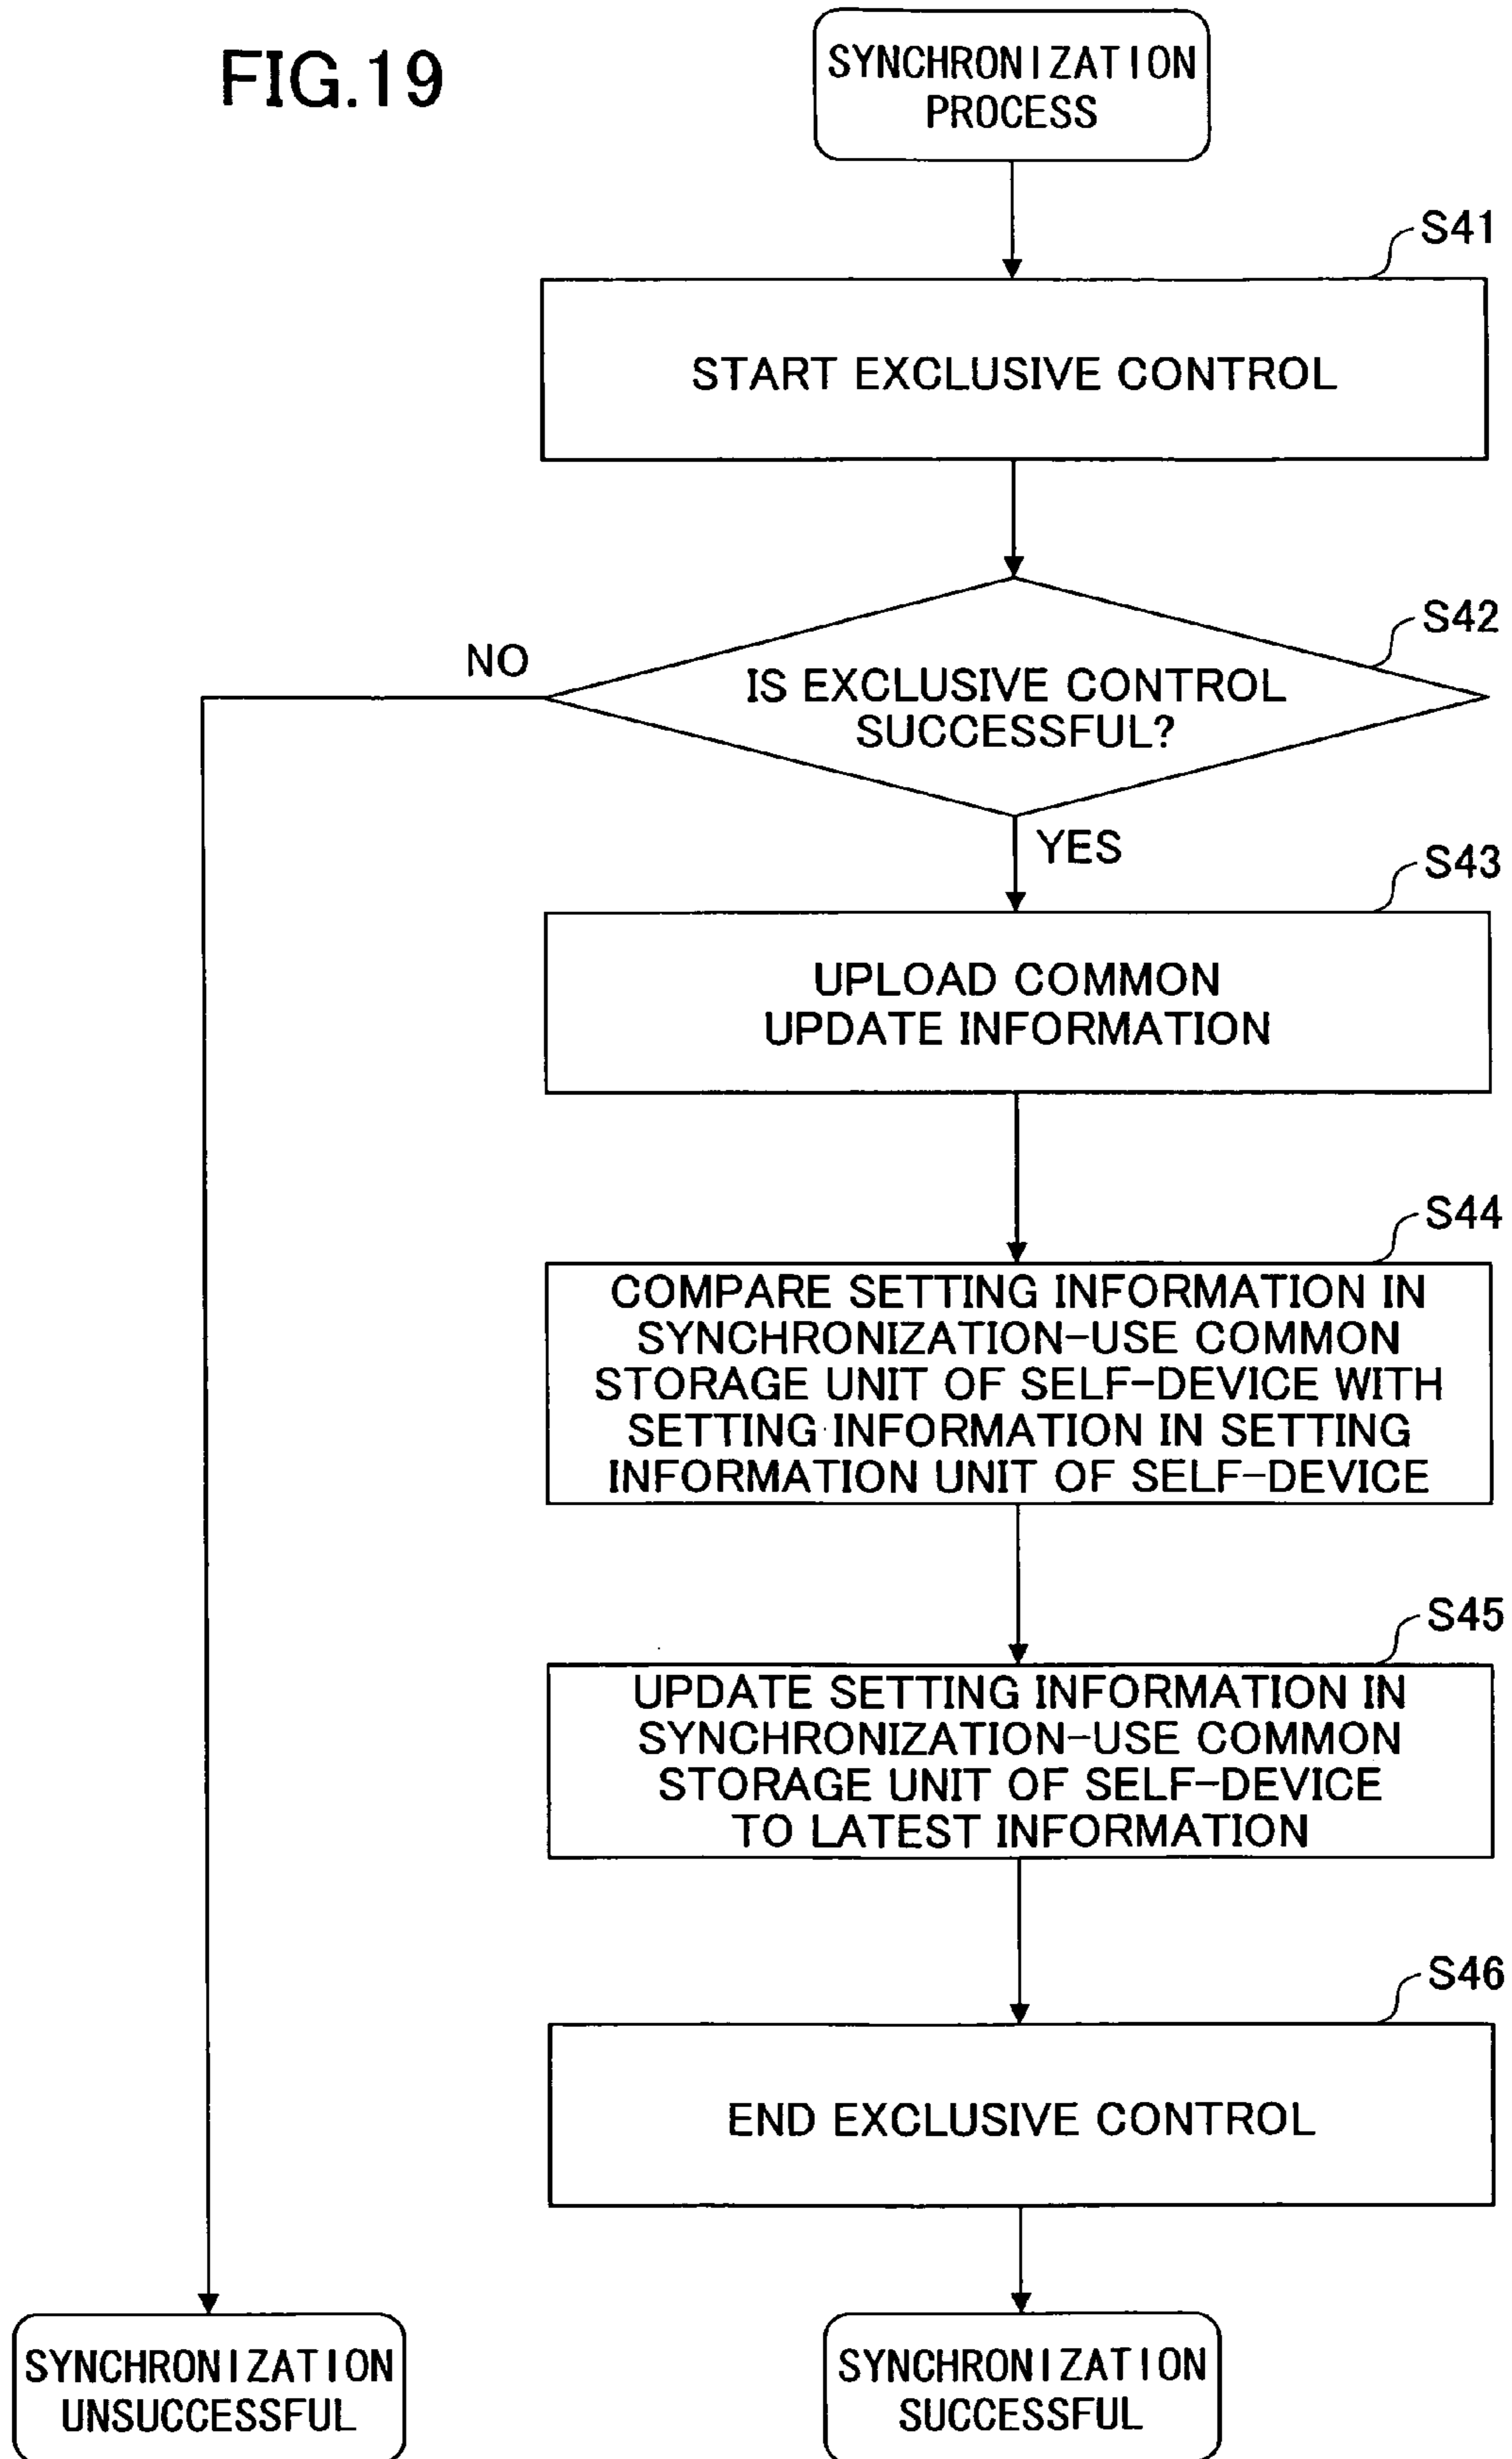 FIG.19
SYNCHRONIZATION
PROCESS
S41
START EXCLUSIVE CONTROL
S42
NO
IS EXCLUSIVE CONTROL
SUCCESSFUL?
YES
S43
UPLOAD COMMON
UPDATE INFORMATION
S44
COMPARE SETTING INFORMATION IN
SYNCHRONIZATION-USE COMMON
STORAGE UNIT OF SELF-DEVICE WITH
SETTING INFORMATION IN SETTING
INFORMATION UNIT OF SELF-DEVICE
S45
UPDATE SETTING INFORMATION IN
SYNCHRONIZATION-USE COMMON
STORAGE UNIT OF SELF-DEVICE
TO LATEST INFORMATION
S46
END EXCLUSIVE CONTROL
SYNCHRONIZATION
UNSUCCESSFUL
SYNCHRONIZATION
SUCCESSFUL